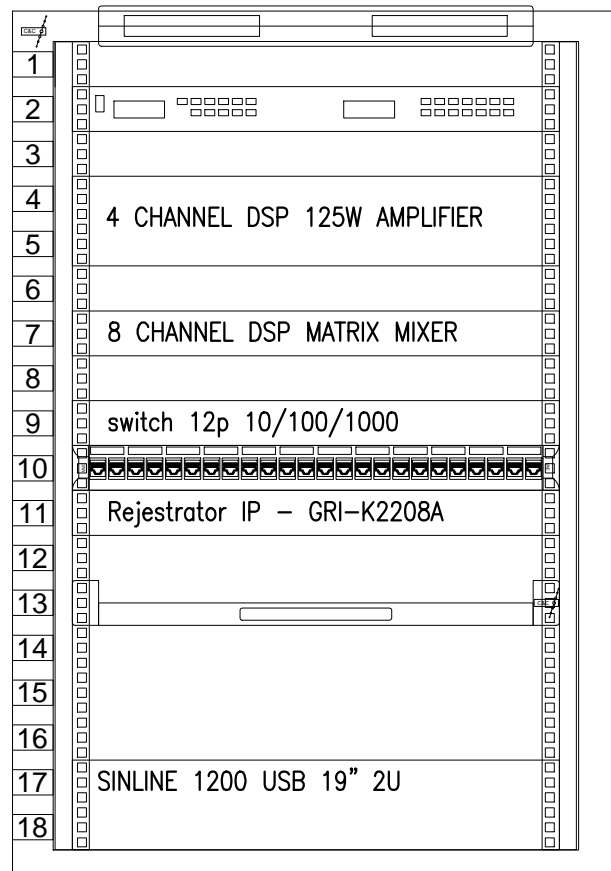 C&C
1
2
3
4
4 CHANNEL DSP 125W AMPLIFIER
5
6
7
8 CHANNEL DSP MATRIX MIXER
8
9
switch 12p 10/100/1000
10
11
Rejestrator IP – GRI–K2208A
12
13
C&C
14
15
16
17
SINLINE 1200 USB 19" 2U
18